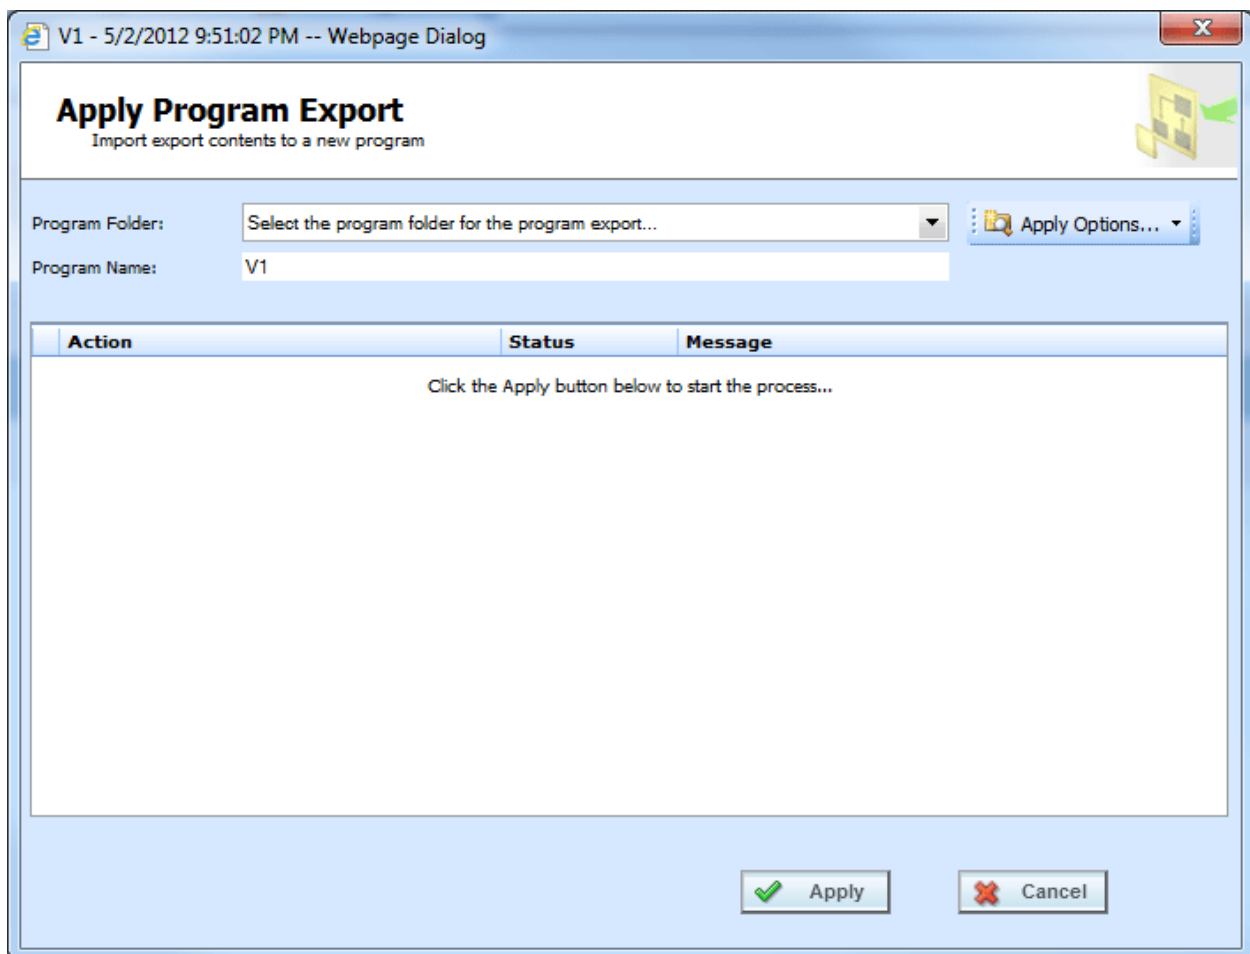 V1 - 5/2/2012 9:51:02 PM -- Webpage Dialog
X
Apply Program Export
Import export contents to a new program
Program Folder: Select the program folder for the program export... Apply Options...
Program Name: V1
Action Status Message
Click the Apply button below to start the process...
Apply Cancel